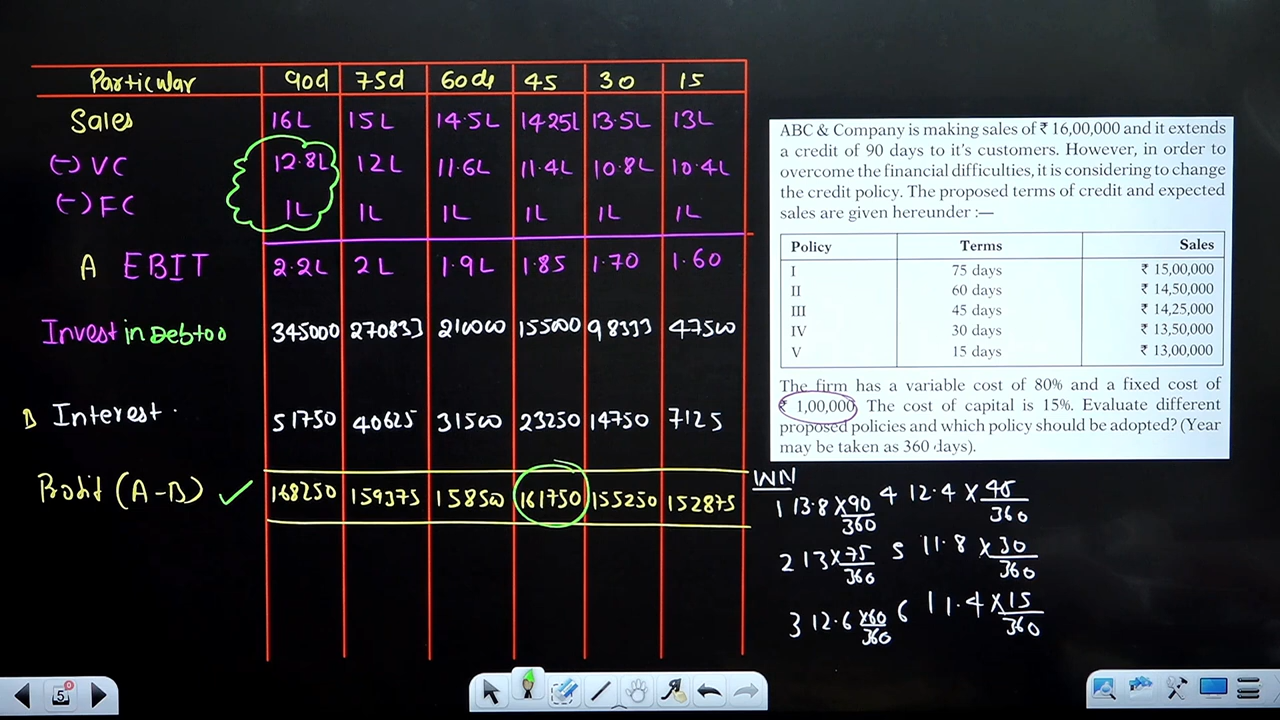 Particular 90d 75d 60ds 45 30 15
Sales 16L 15L 14.5L 1425L 13.5L 13L
(-) VC 12.8L 12L 11.6L 11.4L 10.8L 10.4L
(-) FC 1L 1L 1L 1L 1L 1L
A EBIT 2.2L 2L 1.9L 1.85 1.70 1.60
Invest in Debtoo 345000 270833 210000 155000 98333 47500
B Interest. 51750 40625 31500 23250 14750 7125
Profit (A-B) ✓ 168250 159375 158500 161750 155250 152875
ABC & Company is making sales of ₹ 16,00,000 and it extends
a credit of 90 days to it's customers. However, in order to
overcome the financial difficulties, it is considering to change
the credit policy. The proposed terms of credit and expected
sales are given hereunder :—
Policy Terms Sales
I 75 days ₹ 15,00,000
II 60 days ₹ 14,50,000
III 45 days ₹ 14,25,000
IV 30 days ₹ 13,50,000
V 15 days ₹ 13,00,000
The firm has a variable cost of 80% and a fixed cost of
₹ 1,00,000. The cost of capital is 15%. Evaluate different
proposed policies and which policy should be adopted? (Year
may be taken as 360 days).
WN
1 13.8 × 90/360 4 12.4 × 45/360
2 13 × 75/360 5 11.8 × 30/360
3 12.6 × 60/360 6 11.4 × 15/360
5